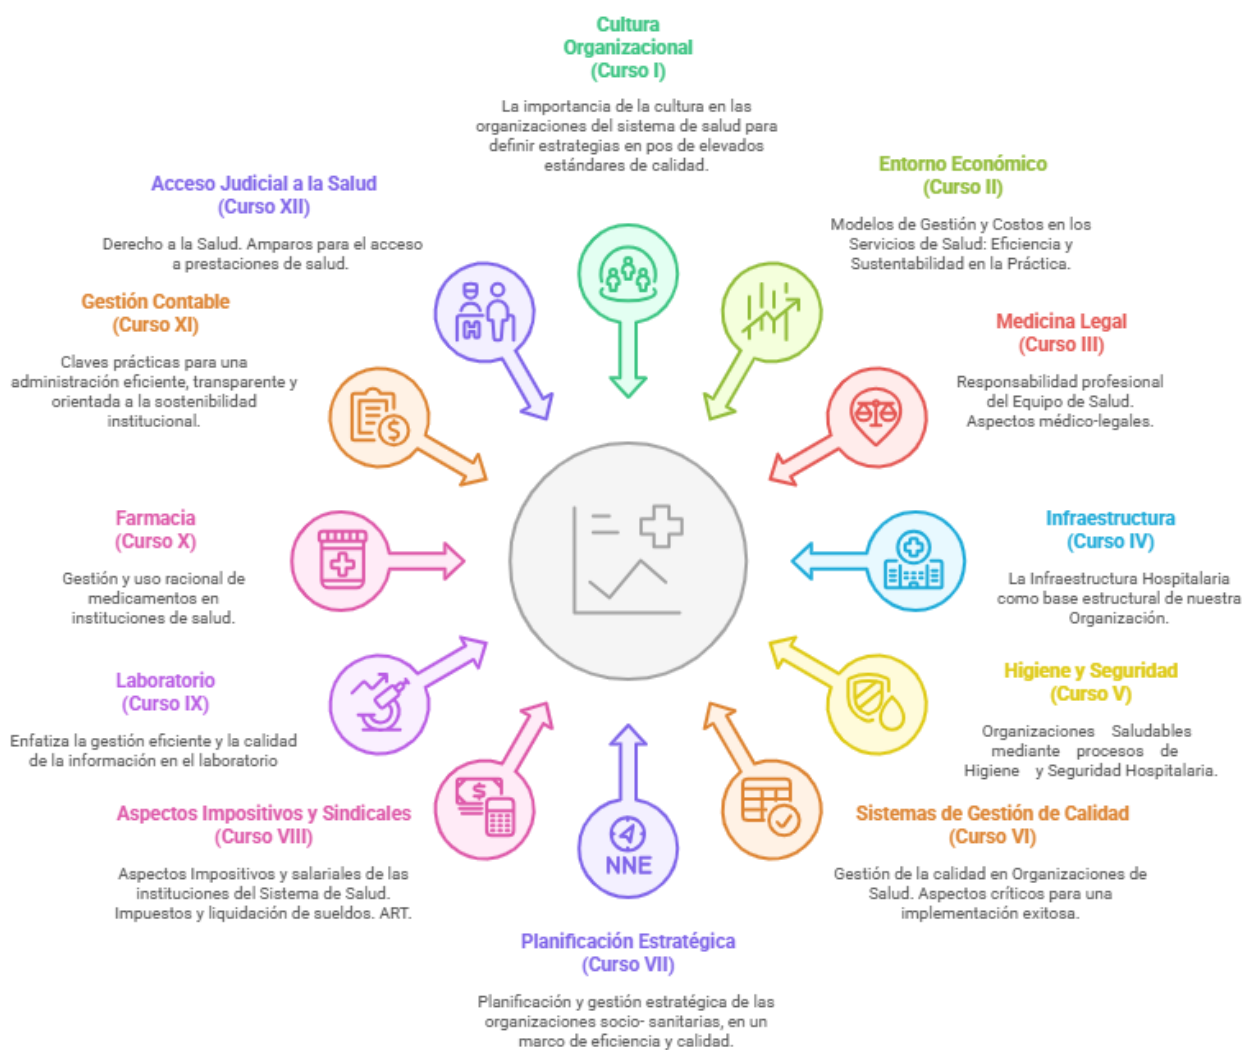 Cultura
Organizacional
(Curso I)
La importancia de la cultura en las
organizaciones del sistema de salud para
definir estrategias en pos de elevados
estándares de calidad.
Entorno Económico
(Curso II)
Modelos de Gestión y Costos en los
Servicios de Salud: Eficiencia y
Sustentabilidad en la Práctica.
Medicina Legal
(Curso III)
Responsabilidad profesional
del Equipo de Salud.
Aspectos médico-legales.
Infraestructura
(Curso IV)
La Infraestructura Hospitalaria
como base estructural de nuestra
Organización.
Higiene y Seguridad
(Curso V)
Organizaciones Saludables
mediante procesos de
Higiene y Seguridad Hospitalaria.
Sistemas de Gestión de Calidad
(Curso VI)
Gestión de la calidad en Organizaciones de
Salud. Aspectos críticos para una
implementación exitosa.
NNE
Planificación Estratégica
(Curso VII)
Planificación y gestión estratégica de las
organizaciones socio- sanitarias, en un
marco de eficiencia y calidad.
Aspectos Impositivos y Sindicales
(Curso VIII)
Aspectos Impositivos y salariales de las
instituciones del Sistema de Salud.
Impuestos y liquidación de sueldos. ART.
$
Laboratorio
(Curso IX)
Enfatiza la gestión eficiente y la calidad
de la información en el laboratorio
Farmacia
(Curso X)
Gestión y uso racional de
medicamentos en
instituciones de salud.
Gestión Contable
(Curso XI)
Claves prácticas para una
administración eficiente, transparente y
orientada a la sostenibilidad
institucional.
$
Acceso Judicial a la Salud
(Curso XII)
Derecho a la Salud. Amparos para el acceso
a prestaciones de salud.